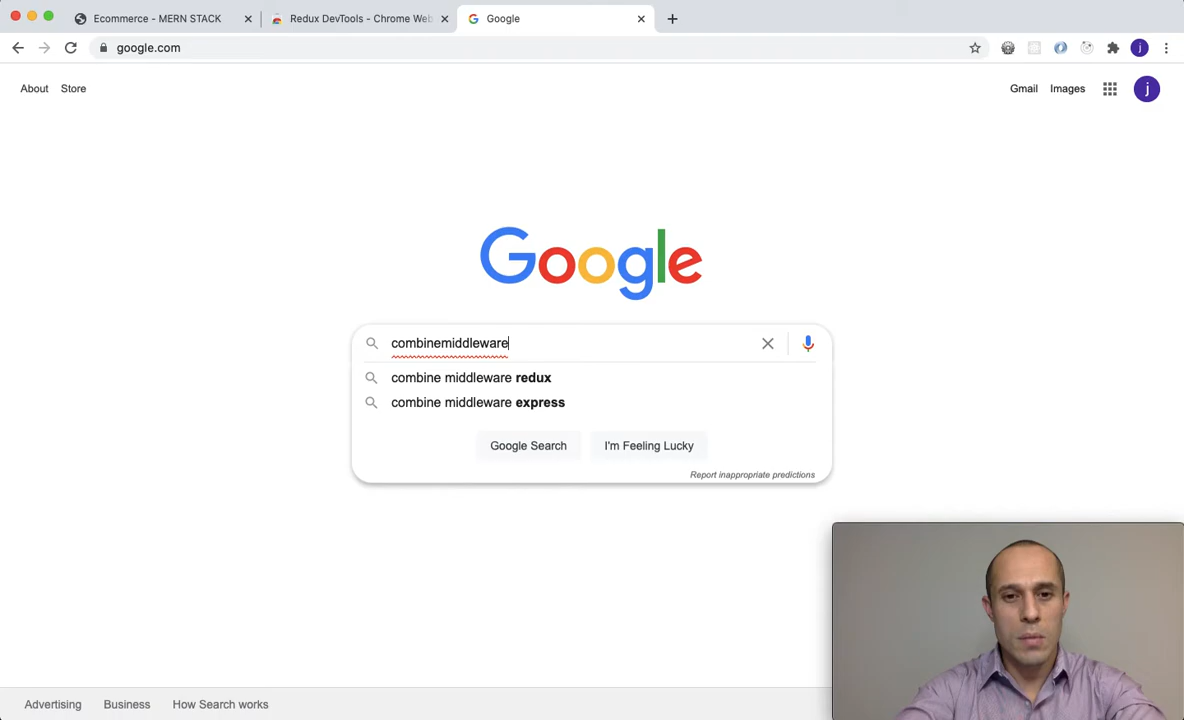 Ecommerce - MERN STACK
Redux DevTools - Chrome Web
Google
google.com
j
About
Store
Gmail
Images
j
Google
combinemiddleware
combine middleware redux
combine middleware express
Google Search
I'm Feeling Lucky
Report inappropriate predictions
Advertising
Business
How Search works